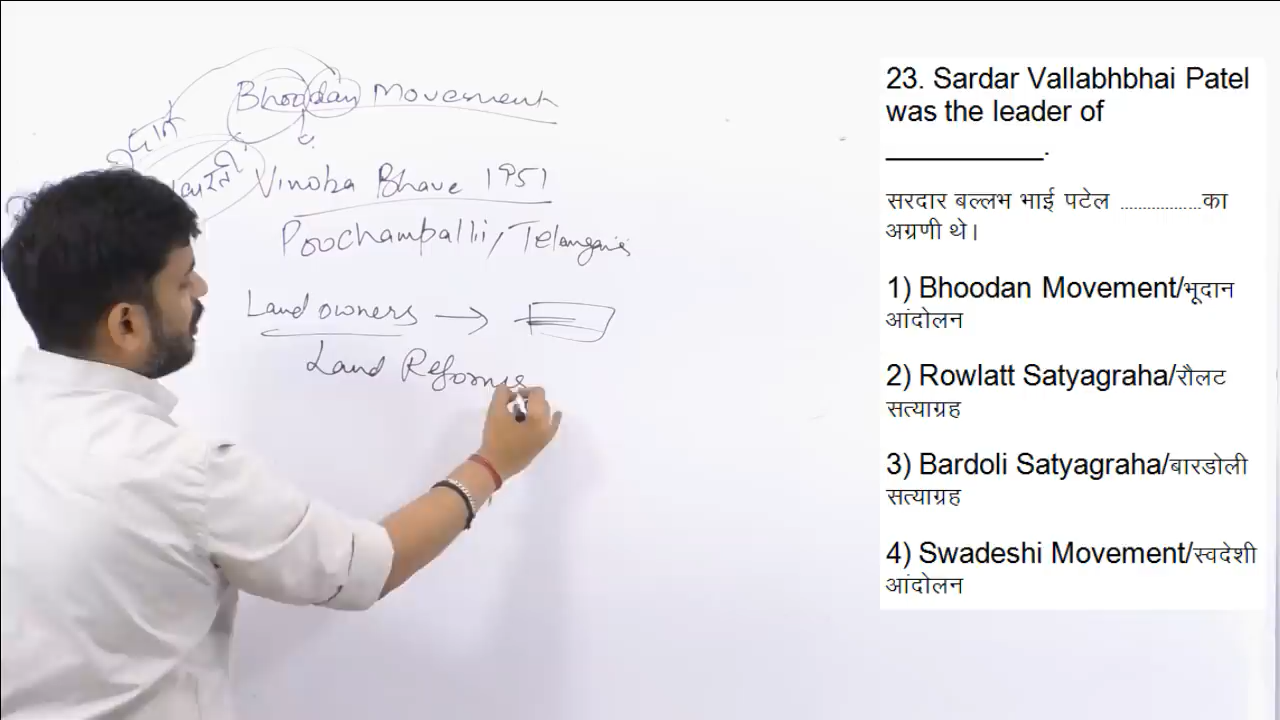 Bhoodan Movement
दान
Vinoba Bhave 1951
Poochampallii, Telangana
Land owners →
Land Reforms
23. Sardar Vallabhbhai Patel
was the leader of
___________.
सरदार बल्लभ भाई पटेल .................का
अग्रणी थे।
1) Bhoodan Movement/भूदान
आंदोलन
2) Rowlatt Satyagraha/रौलट
सत्याग्रह
3) Bardoli Satyagraha/बारडोली
सत्याग्रह
4) Swadeshi Movement/स्वदेशी
आंदोलन